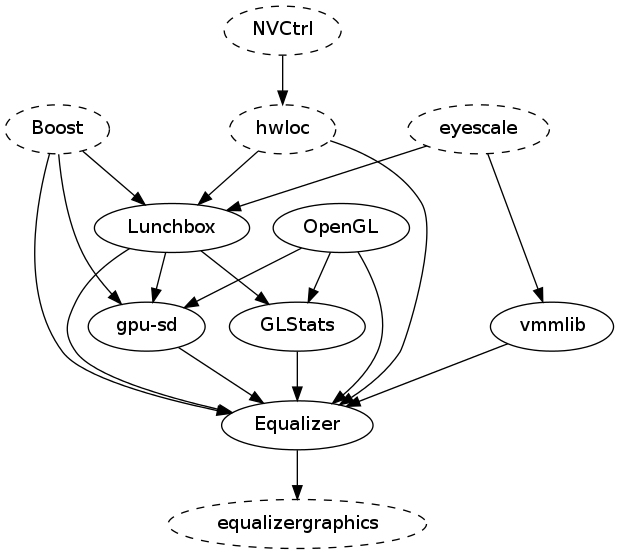 NVCtrl
Boost
hwloc
eyescale
Lunchbox
OpenGL
gpu-sd
GLStats
vmmlib
Equalizer
equalizergraphics